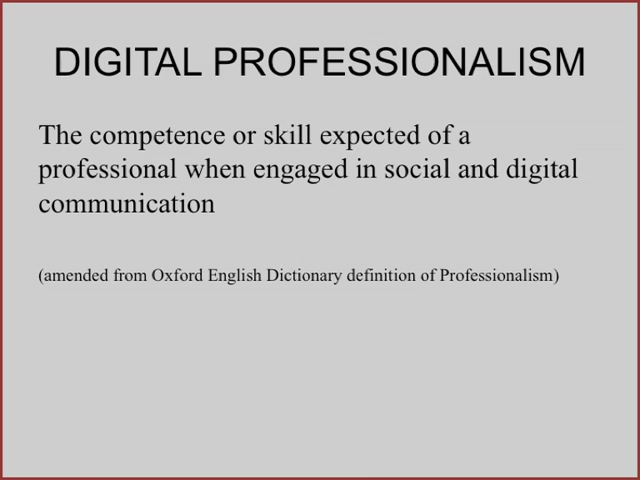 DIGITAL PROFESSIONALISM
The competence or skill expected of a
professional when engaged in social and digital
communication
(amended from Oxford English Dictionary definition of Professionalism)